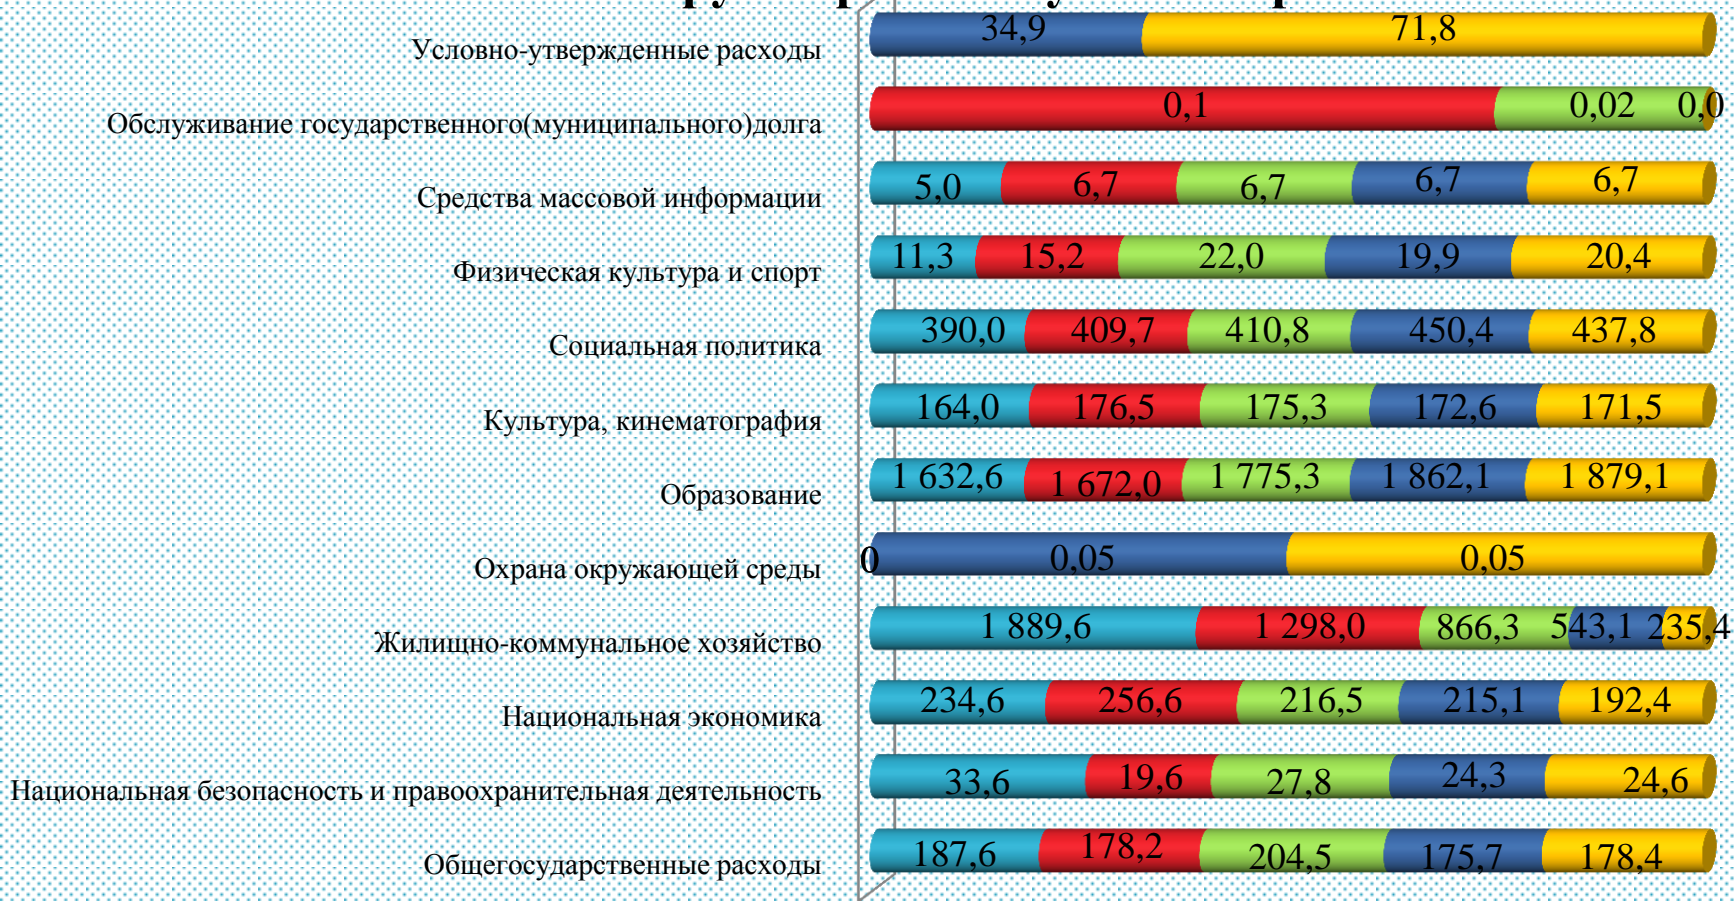 34,9 71,8
Условно-утвержденные расходы
0,1 0,02 0,0
Обслуживание государственного(муниципального)долга
5,0 6,7 6,7 6,7 6,7
Средства массовой информации
11,3 15,2 22,0 19,9 20,4
Физическая культура и спорт
390,0 409,7 410,8 450,4 437,8
Социальная политика
164,0 176,5 175,3 172,6 171,5
Культура, кинематография
1 632,6 1 672,0 1 775,3 1 862,1 1 879,1
Образование
0 0,05 0,05
Охрана окружающей среды
1 889,6 1 298,0 866,3 543,1 235,4
Жилищно-коммунальное хозяйство
234,6 256,6 216,5 215,1 192,4
Национальная экономика
33,6 19,6 27,8 24,3 24,6
Национальная безопасность и правоохранительная деятельность
187,6 178,2 204,5 175,7 178,4
Общегосударственные расходы